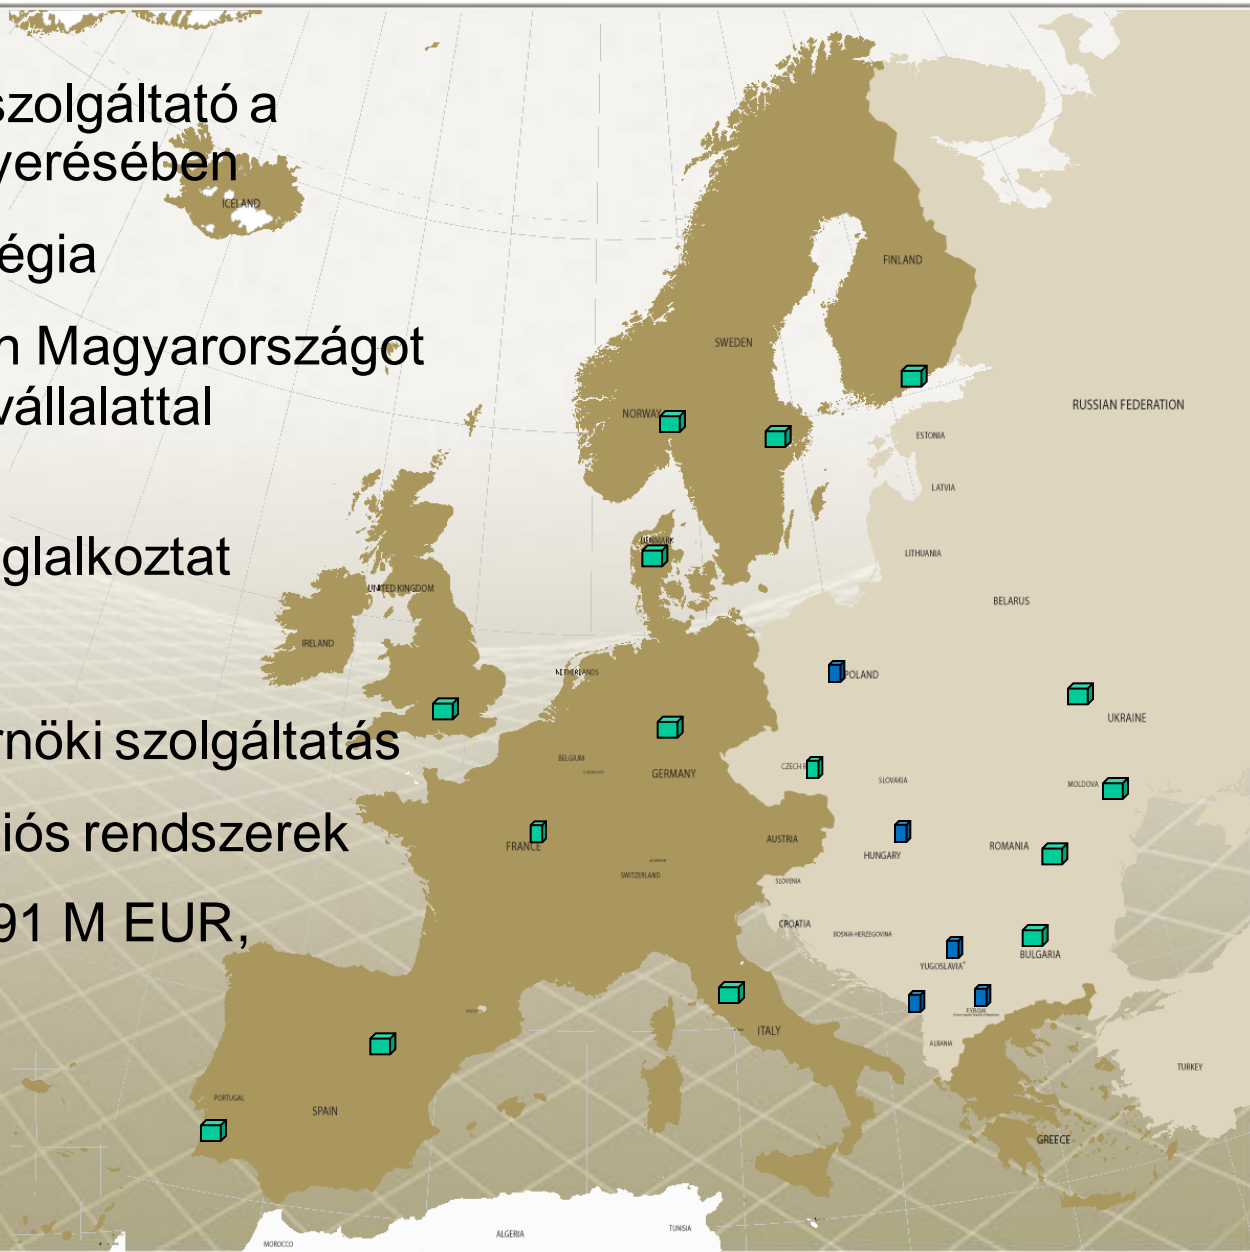 szolgáltató a
yerésében
ICELAND
égia
FINLAND
n Magyarországot
SWEDEN
vállalattal
NORWAY
RUSSIAN FEDERATION
ESTONIA
LATVIA
glalkoztat
DENMARK
LITHUANIA
UNITED KINGDOM
BELARUS
IRELAND
NETHERLANDS
POLAND
UKRAINE
rnöki szolgáltatás
BELGIUM
GERMANY
CZECH
SLOVAKIA
MOLDOVA
iós rendszerek
FRANCE
AUSTRIA
HUNGARY
ROMANIA
SWITZERLAND
SLOVENIA
91 M EUR,
CROATIA
BOSNIA-HERZEGOVINA
YUGOSLAVIA*
BULGARIA
F.Y.R.O.M.
ITALY
ALBANIA
TURKEY
PORTUGAL
SPAIN
GREECE
ALGERIA
TUNISIA
MOROCCO